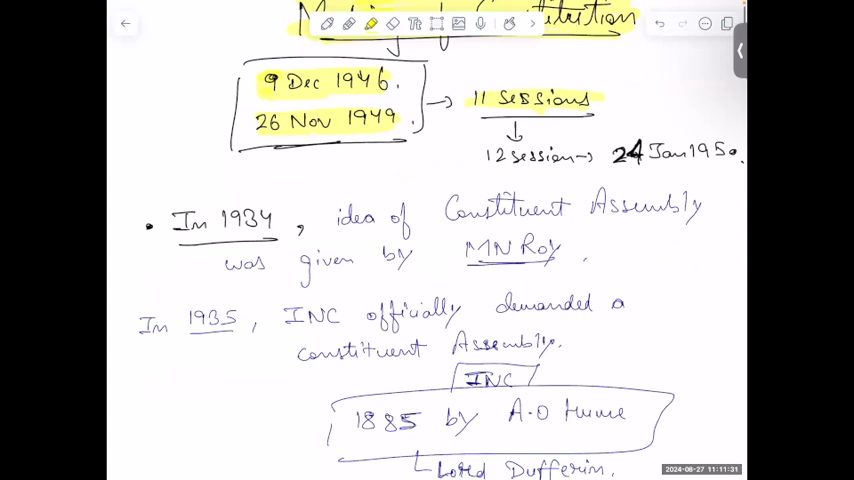 9 Dec 1946.
26 Nov 1949.
→ 11 sessions
12 session → 24 Jan 1950.
• In 1934, idea of Constituent Assembly
was given by MN Roy.
In 1935, INC officially demanded a
constituent Assembly.
INC
1885 by A.O Hume
Lord Dufferin.
2024-08-27 11:11:31